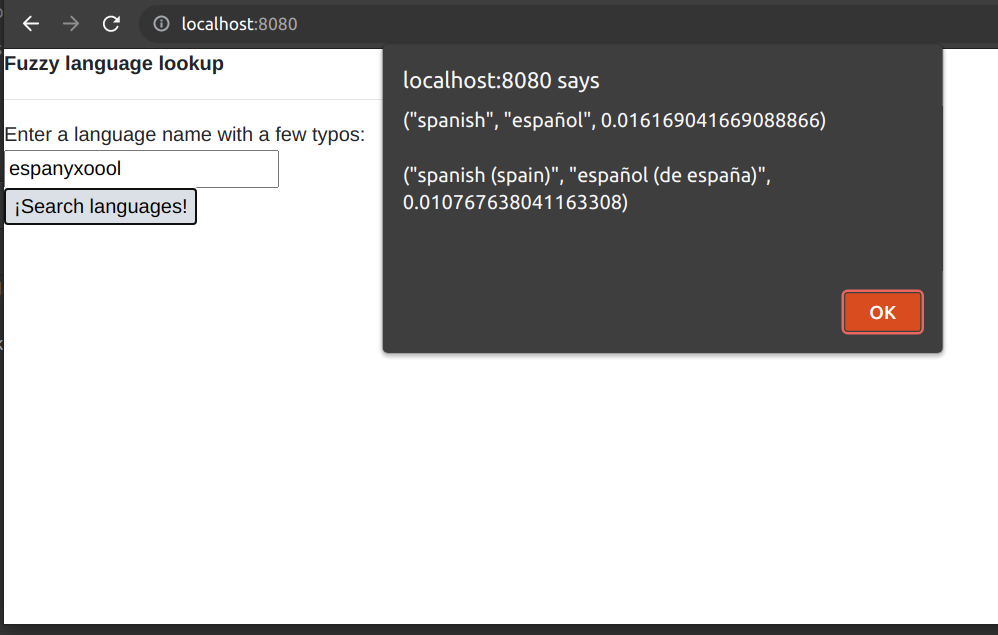 localhost:8080
Fuzzy language lookup
Enter a language name with a few typos:
espanyxoool
¡Search languages!
localhost:8080 says
("spanish", "español", 0.016169041669088866)
("spanish (spain)", "español (de españa)",
0.010767638041163308)
OK